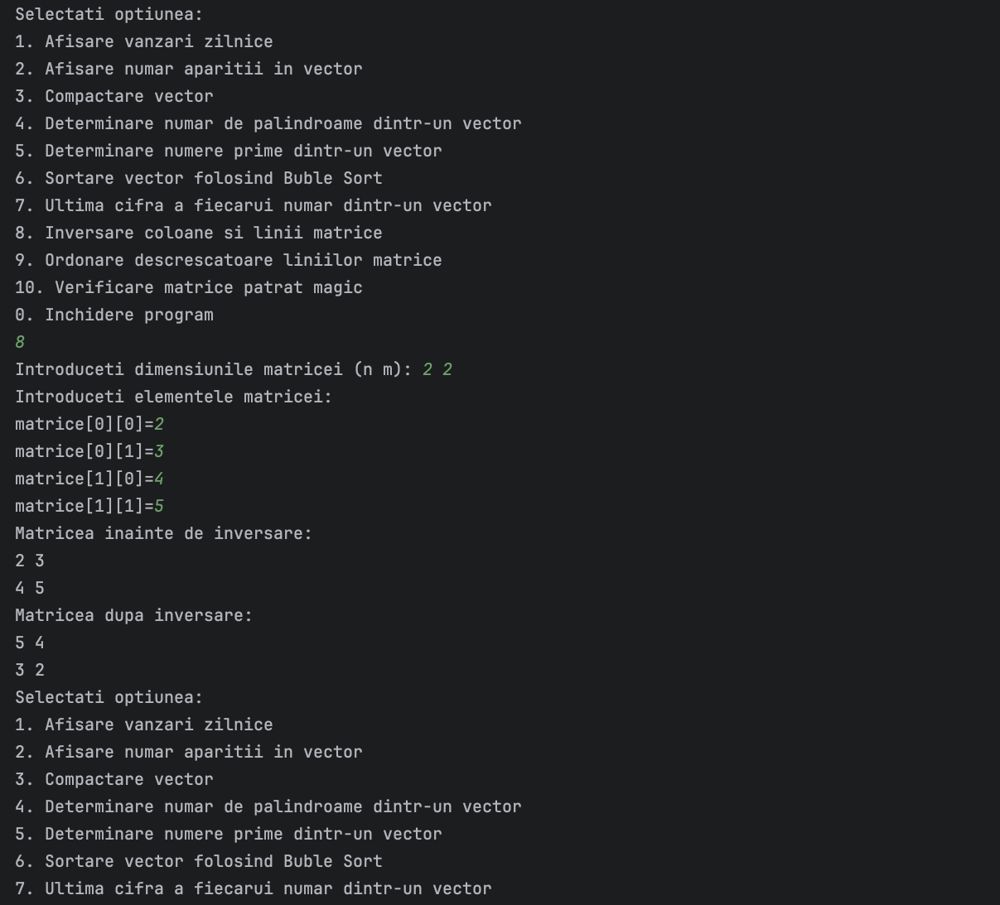 Selectati optiunea:
1. Afisare vanzari zilnice
2. Afisare numar aparitii in vector
3. Compactare vector
4. Determinare numar de palindroame dintr-un vector
5. Determinare numere prime dintr-un vector
6. Sortare vector folosind Buble Sort
7. Ultima cifra a fiecarui numar dintr-un vector
8. Inversare coloane si linii matrice
9. Ordonare descrescatoare liniilor matrice
10. Verificare matrice patrat magic
0. Inchidere program
8
Introduceti dimensiunile matricei (n m): 2 2
Introduceti elementele matricei:
matrice[0][0]=2
matrice[0][1]=3
matrice[1][0]=4
matrice[1][1]=5
Matricea inainte de inversare:
2 3
4 5
Matricea dupa inversare:
5 4
3 2
Selectati optiunea:
1. Afisare vanzari zilnice
2. Afisare numar aparitii in vector
3. Compactare vector
4. Determinare numar de palindroame dintr-un vector
5. Determinare numere prime dintr-un vector
6. Sortare vector folosind Buble Sort
7. Ultima cifra a fiecarui numar dintr-un vector